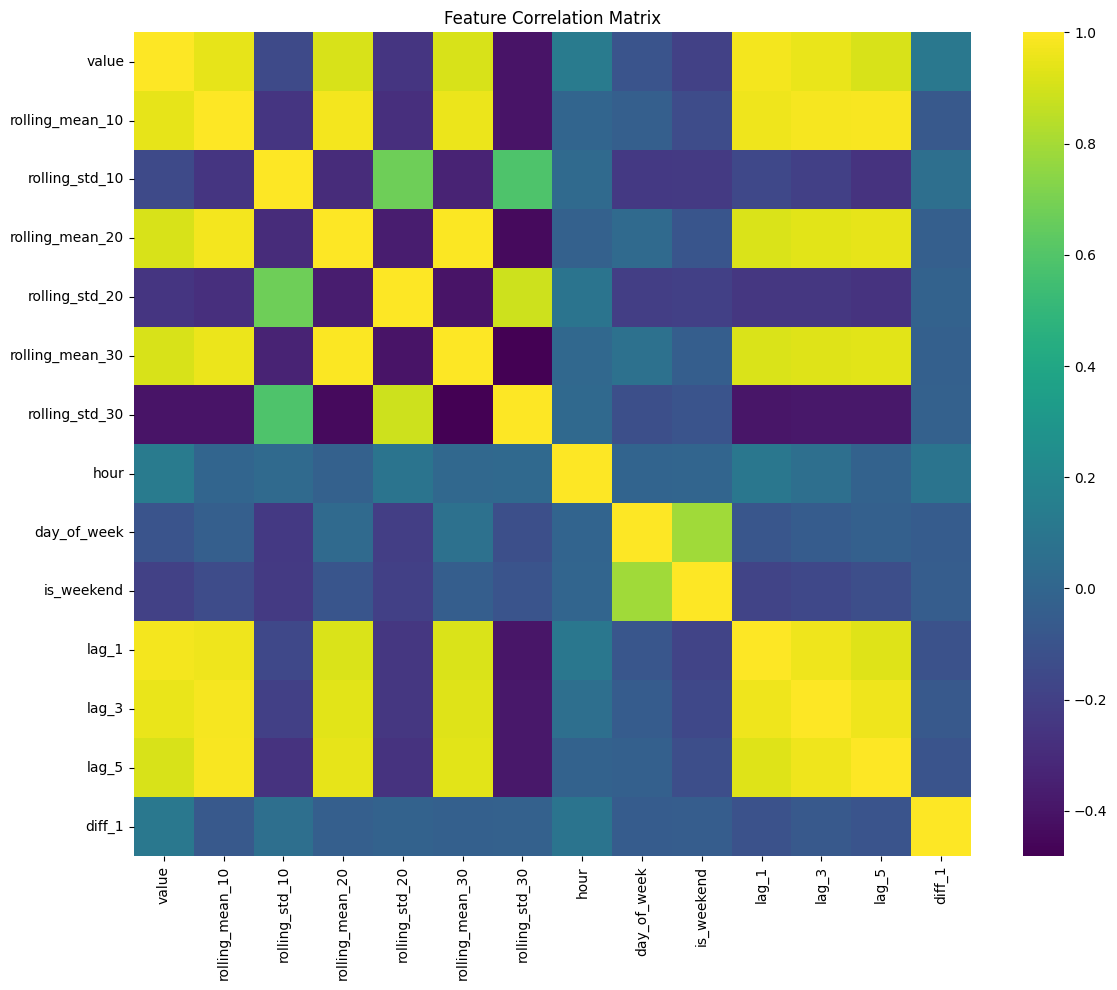 Feature Correlation Matrix
value
rolling_mean_10
rolling_std_10
rolling_mean_20
rolling_std_20
rolling_mean_30
rolling_std_30
hour
day_of_week
is_weekend
lag_1
lag_3
lag_5
diff_1
value
rolling_mean_10
rolling_std_10
rolling_mean_20
rolling_std_20
rolling_mean_30
rolling_std_30
hour
day_of_week
is_weekend
lag_1
lag_3
lag_5
diff_1
1.0
0.8
0.6
0.4
0.2
0.0
−0.2
−0.4